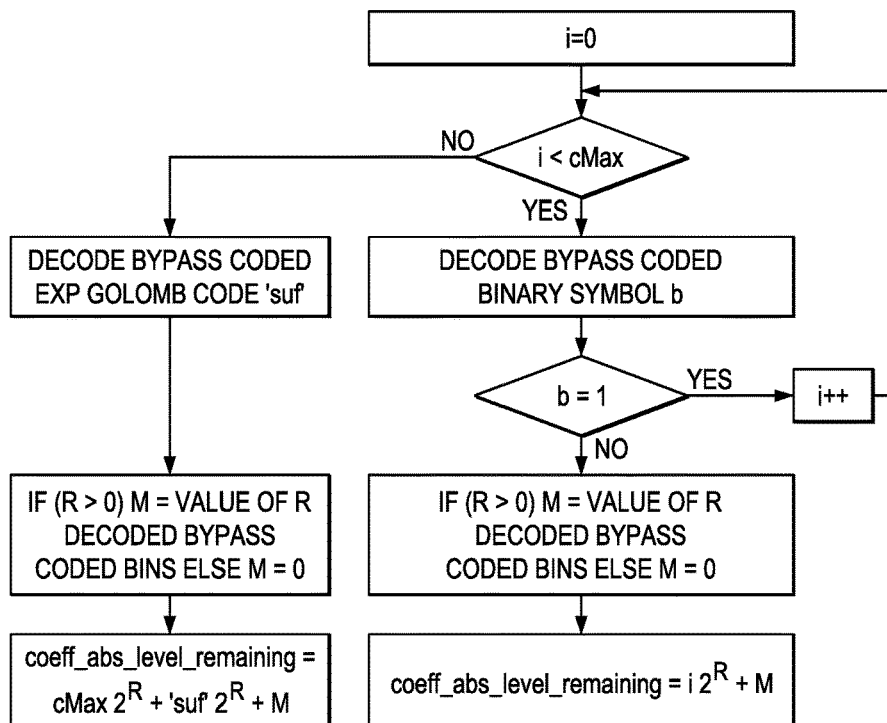 i=0
i < cMax
NO
YES
DECODE BYPASS CODED
EXP GOLOMB CODE 'suf'
DECODE BYPASS CODED
BINARY SYMBOL b
b = 1
YES
i++
NO
IF (R > 0) M = VALUE OF R
DECODED BYPASS
CODED BINS ELSE M = 0
IF (R > 0) M = VALUE OF R
DECODED BYPASS
CODED BINS ELSE M = 0
coeff_abs_level_remaining =
cMax 2^R + 'suf' 2^R + M
coeff_abs_level_remaining = i 2^R + M